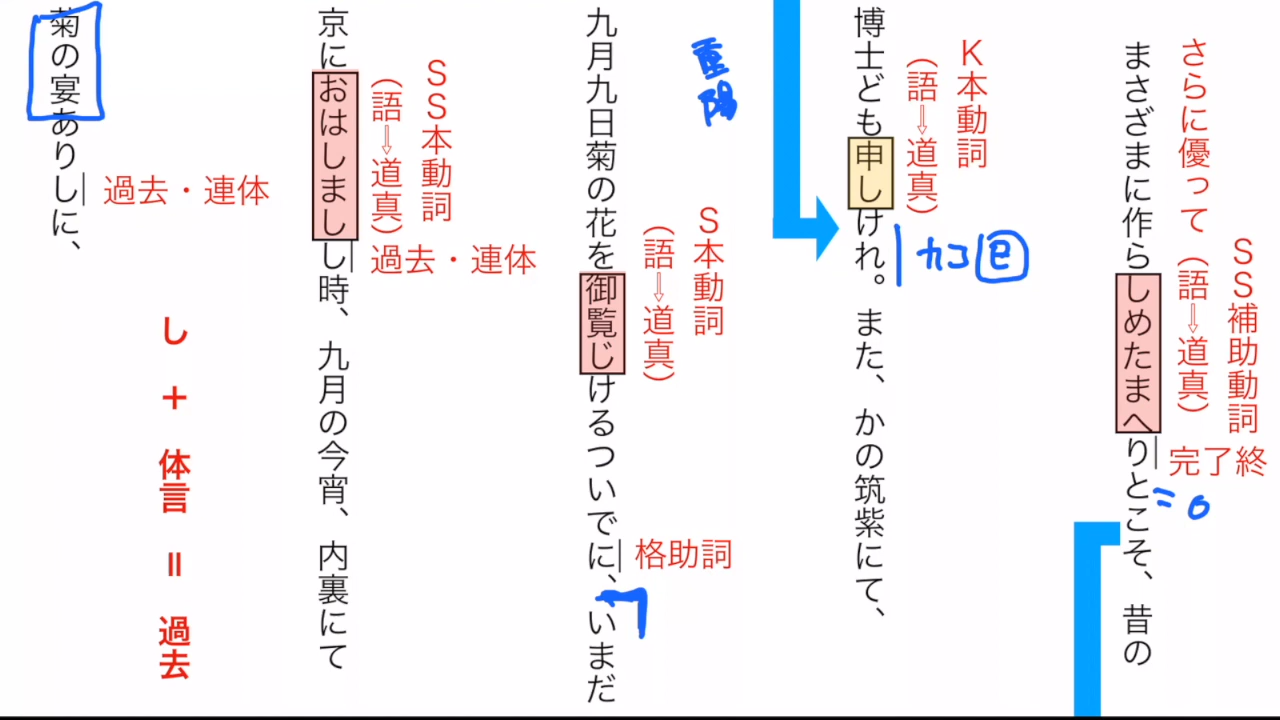 さらに優って
SS補助動詞
(語⇨道真)
まさざまに作らしめたまへりとこそ、昔の
完了終
=。
K本動詞
(語⇨道真)
博士ども申しけれ。また、かの筑紫にて、
カコ 已
重陽
S本動詞
(語⇨道真)
九月九日菊の花を御覧じけるついでに、いまだ
格助詞
SS本動詞
(語⇨道真)
京におはしましし時、九月の今宵、内裏にて
過去・連体
し + 体言 = 過去
菊の宴ありしに、
過去・連体